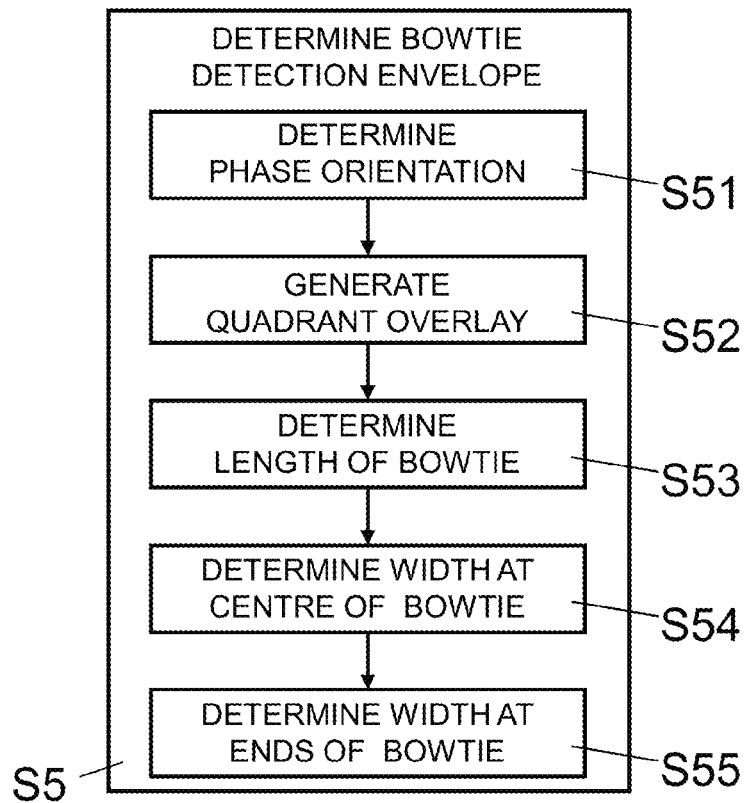 DETERMINE BOWTIE
DETECTION ENVELOPE
DETERMINE
PHASE ORIENTATION
S51
GENERATE
QUADRANT OVERLAY
S52
DETERMINE
LENGTH OF BOWTIE
S53
DETERMINE WIDTH AT
CENTRE OF BOWTIE
S54
DETERMINE WIDTH AT
ENDS OF BOWTIE
S55
S5